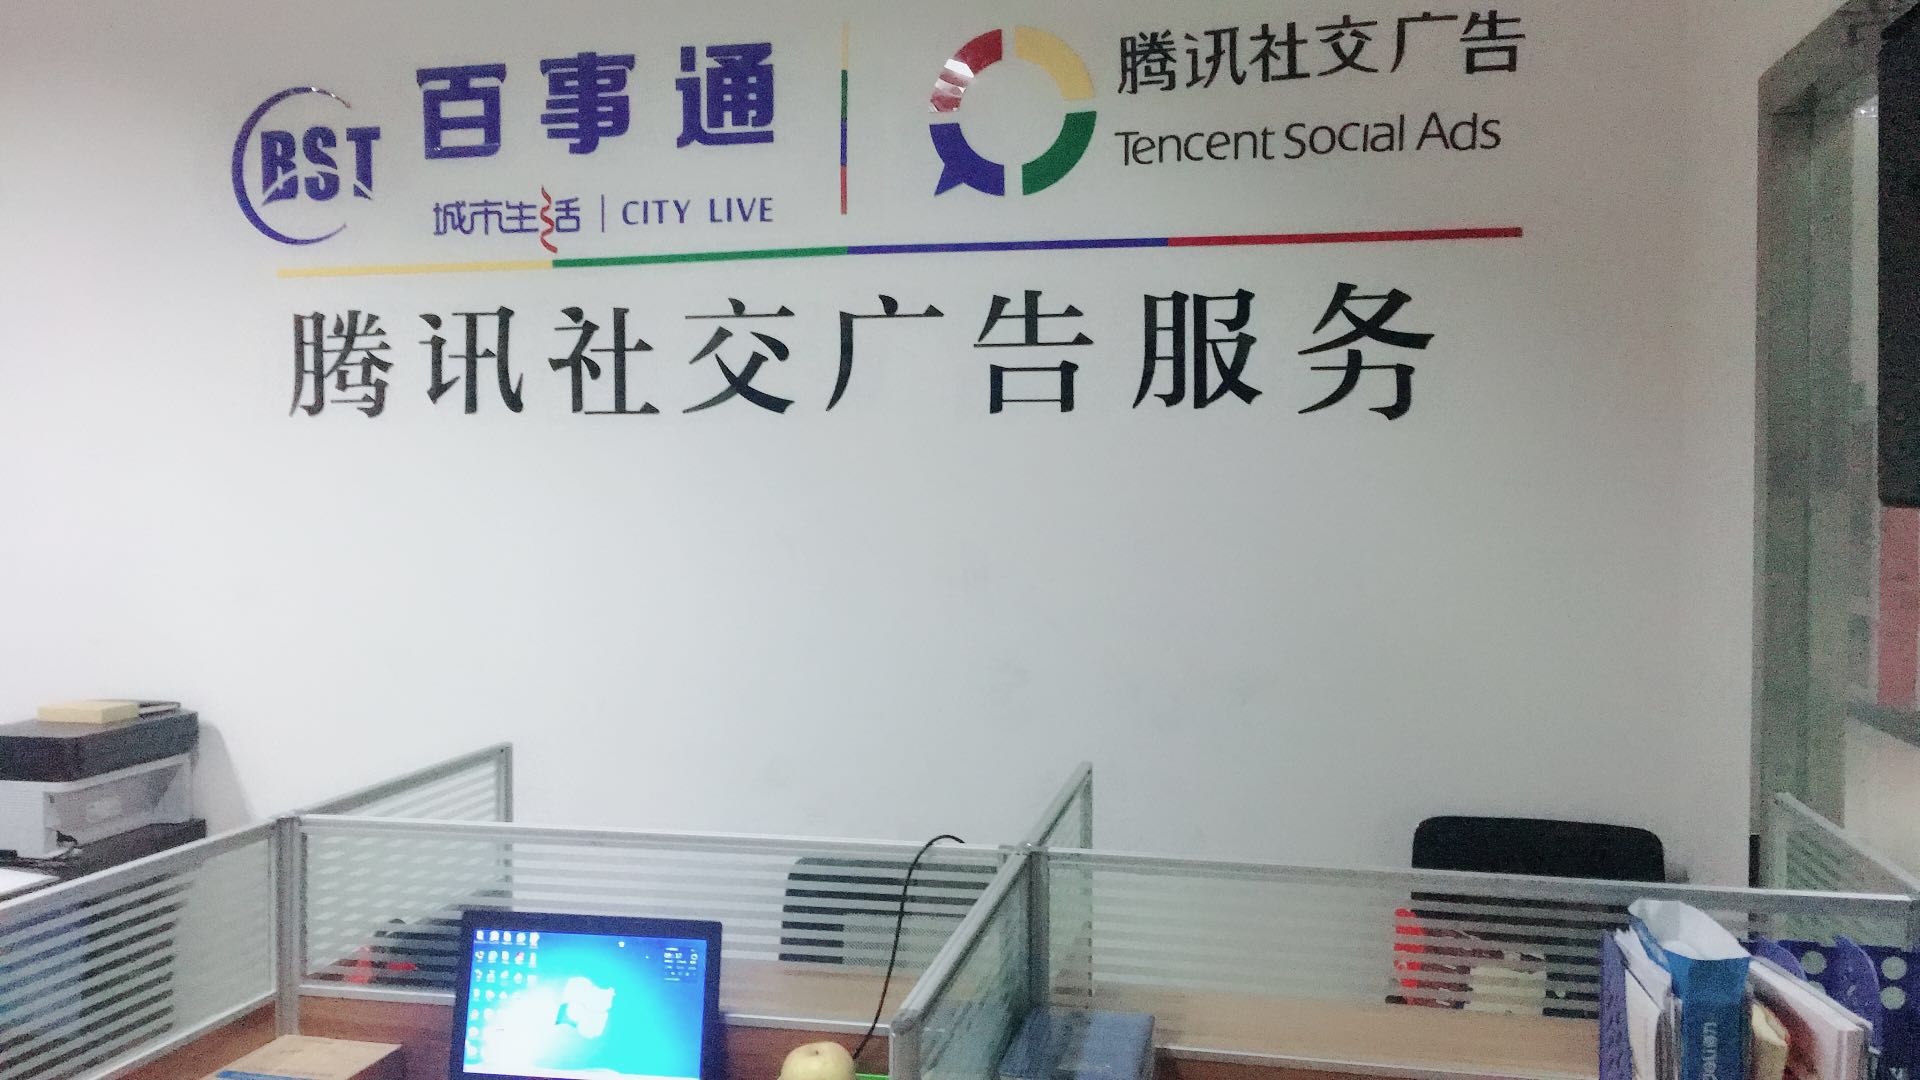 BST 百事通
城市生活 | CITY LIVE
腾讯社交广告
Tencent Social Ads
腾讯社交广告服务